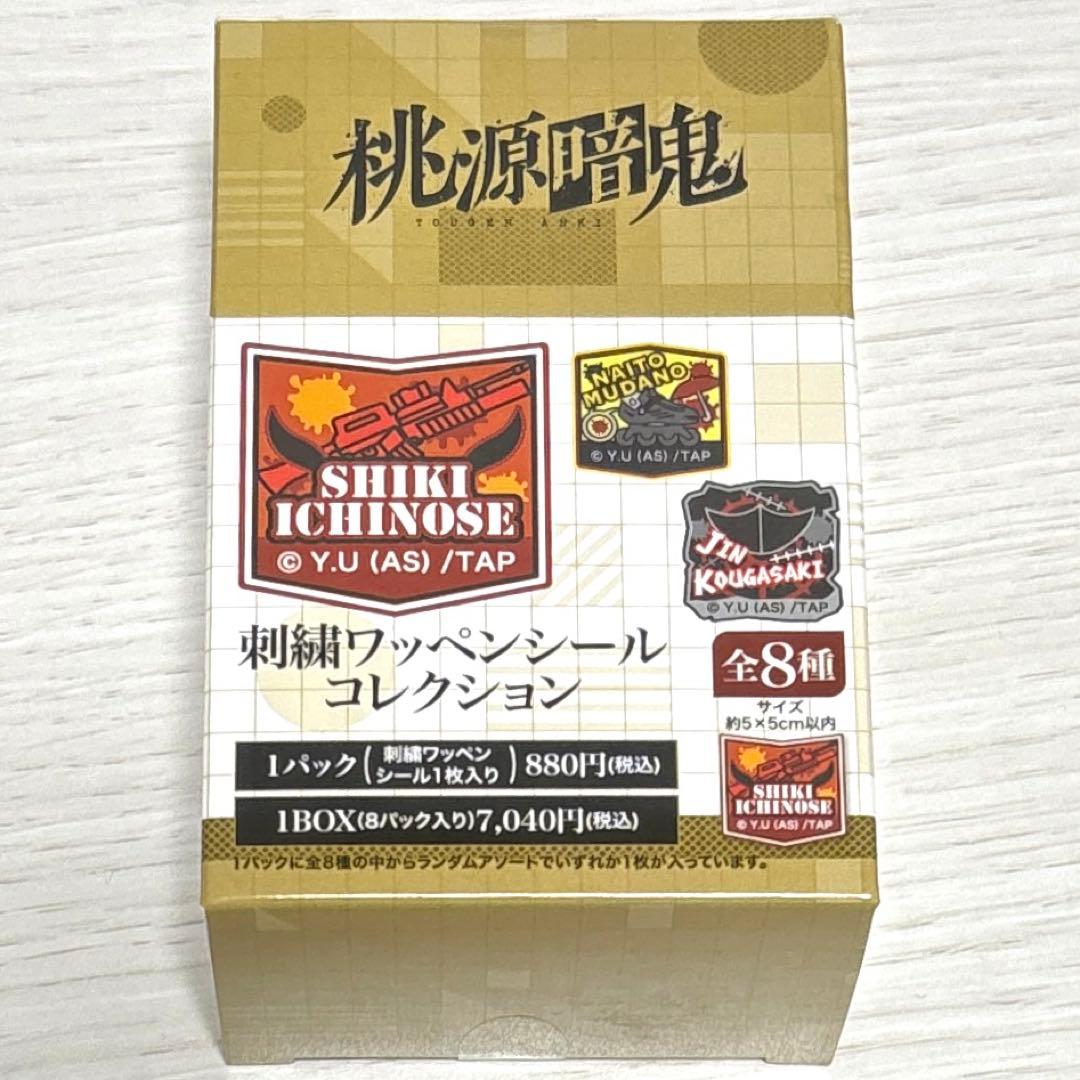 桃源暗鬼
TOUGEN ANKI
SHIKI
ICHINOSE
© Y.U (AS) /TAP
NAITO
MUDANO
© Y.U (AS) /TAP
JIN
KOUGASAKI
© Y.U (AS) /TAP
刺繍ワッペンシール
コレクション
全8種
サイズ
約5×5cm以内
SHIKI
ICHINOSE
© Y.U (AS) /TAP
1パック(刺繍ワッペンシール1枚入り) 880円(税込)
1BOX(8パック入り)7,040円(税込)
1パックに全8種の中からランダムアソートでいずれか1枚が入っています。